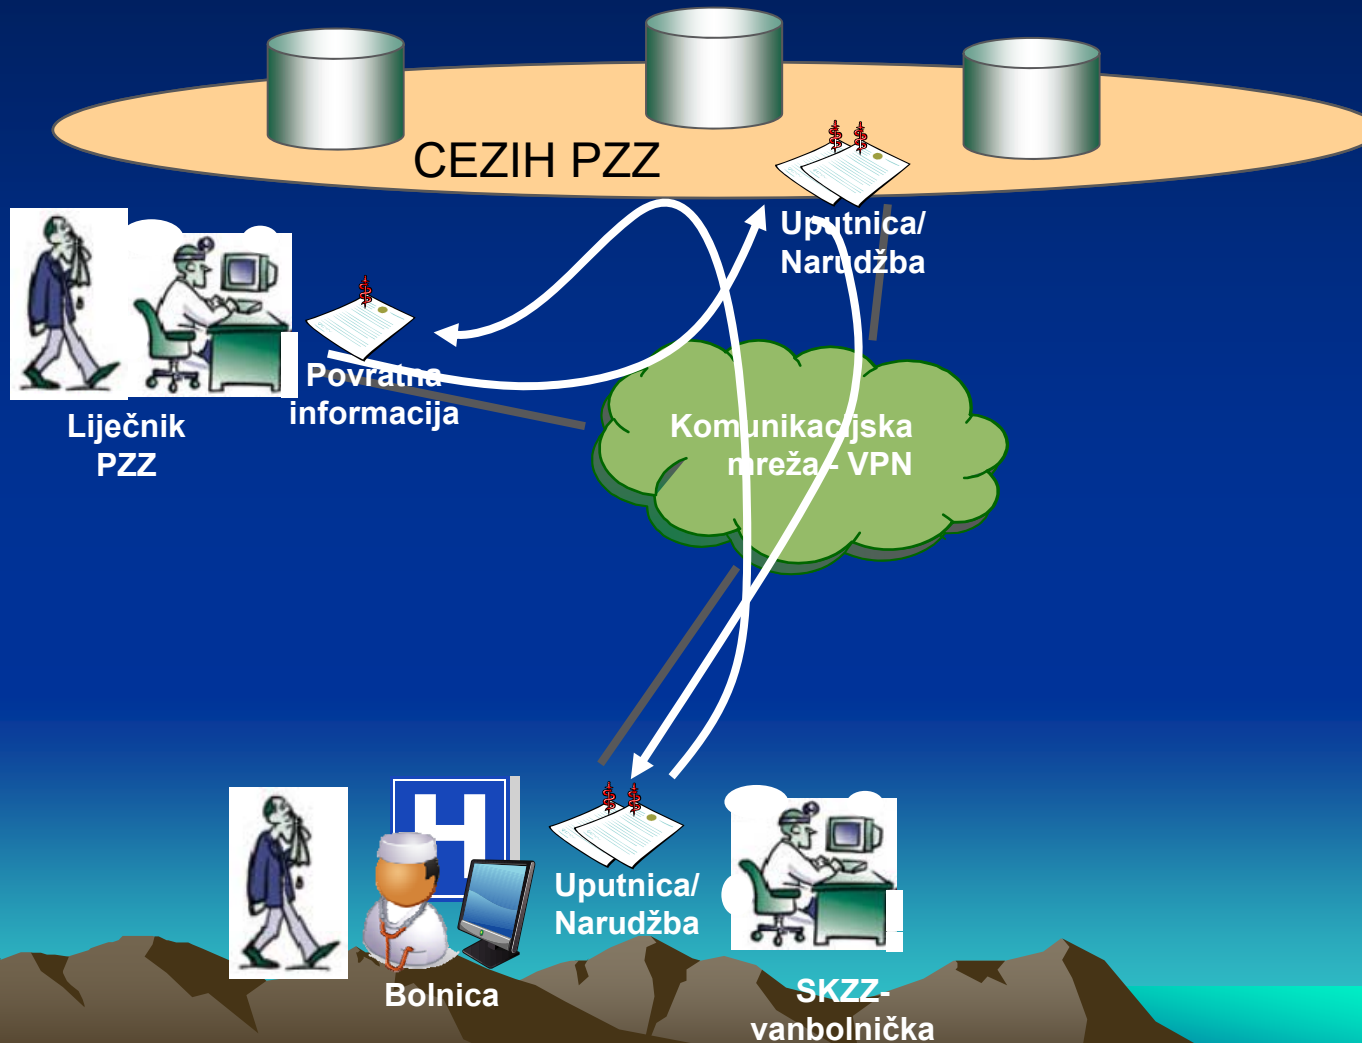 CEZIH PZZ
Uputnica/
Narudžba
Povratna
informacija
Liječnik
PZZ
Komunikacijska
mreža - VPN
H
Uputnica/
Narudžba
Bolnica
SKZZ-
vanbolnička